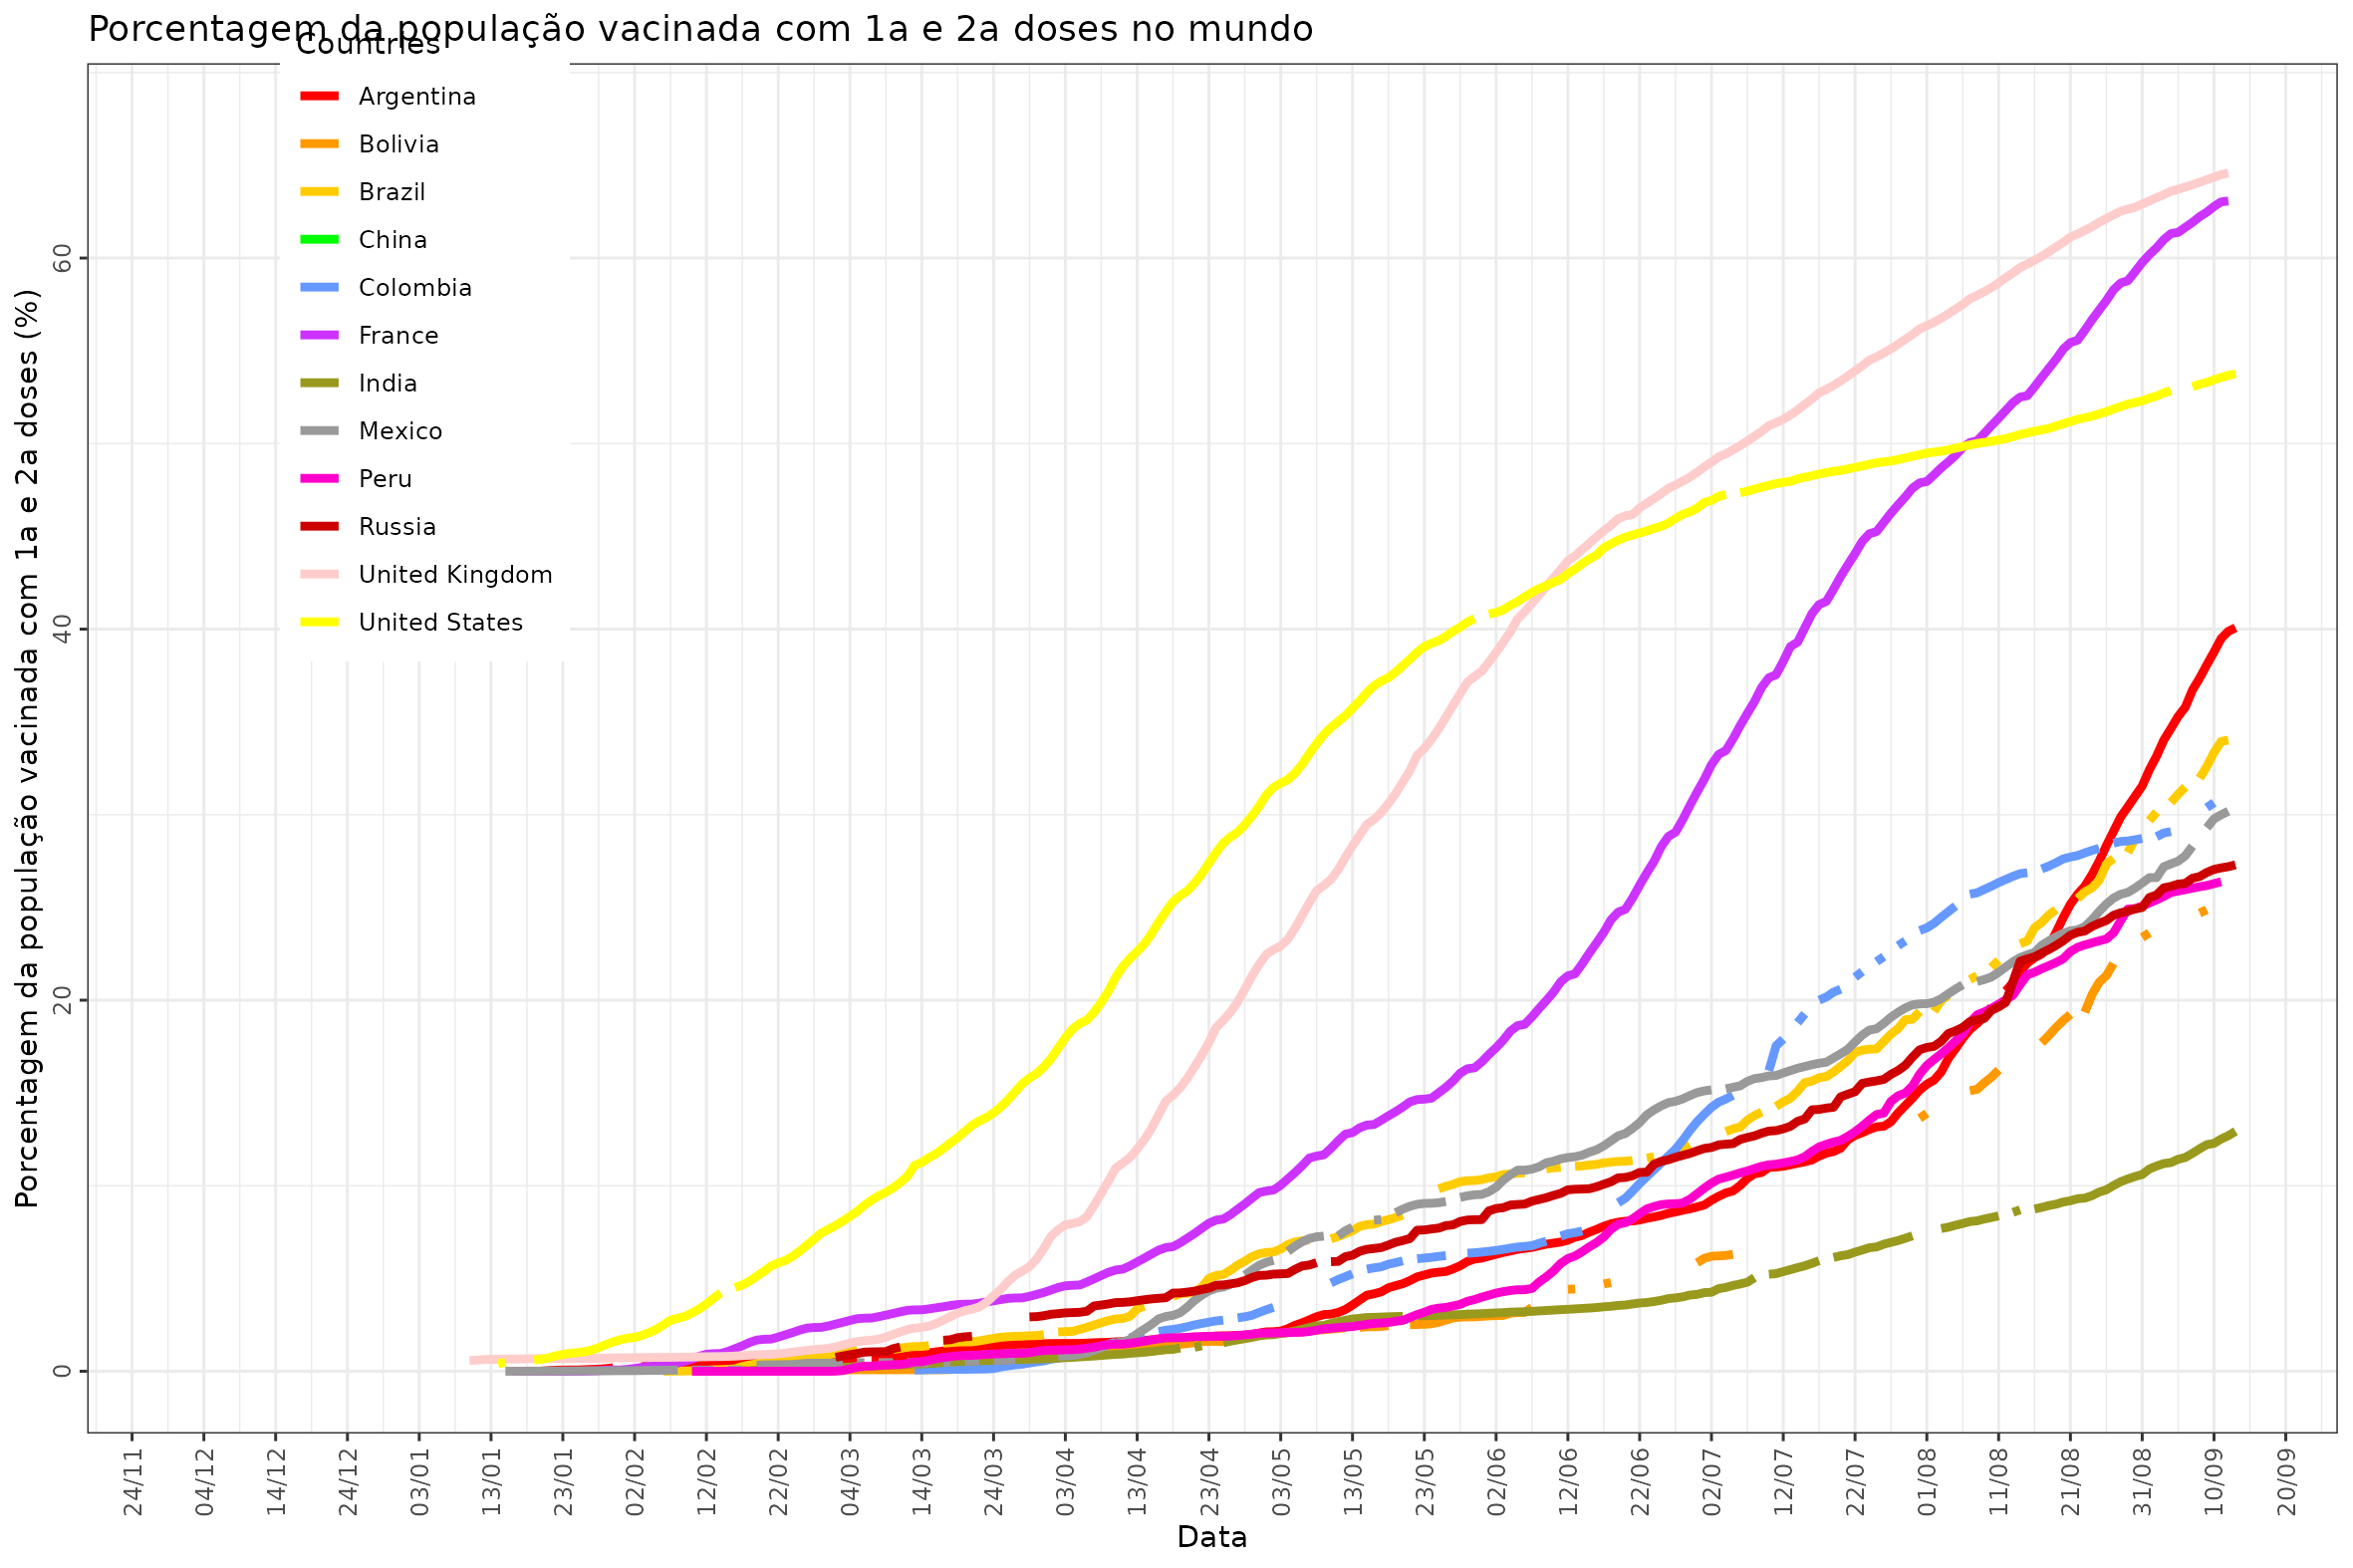 Porcentagem da população vacinada com 1a e 2a doses no mundo
Countries
Argentina
Bolivia
Brazil
China
Colombia
France
India
Mexico
Peru
Russia
United Kingdom
United States
Porcentagem da população vacinada com 1a e 2a doses (%)
60
40
20
0
24/11
04/12
14/12
24/12
03/01
13/01
23/01
02/02
12/02
22/02
04/03
14/03
24/03
03/04
13/04
23/04
03/05
13/05
23/05
02/06
12/06
22/06
02/07
12/07
22/07
01/08
11/08
21/08
31/08
10/09
20/09
Data